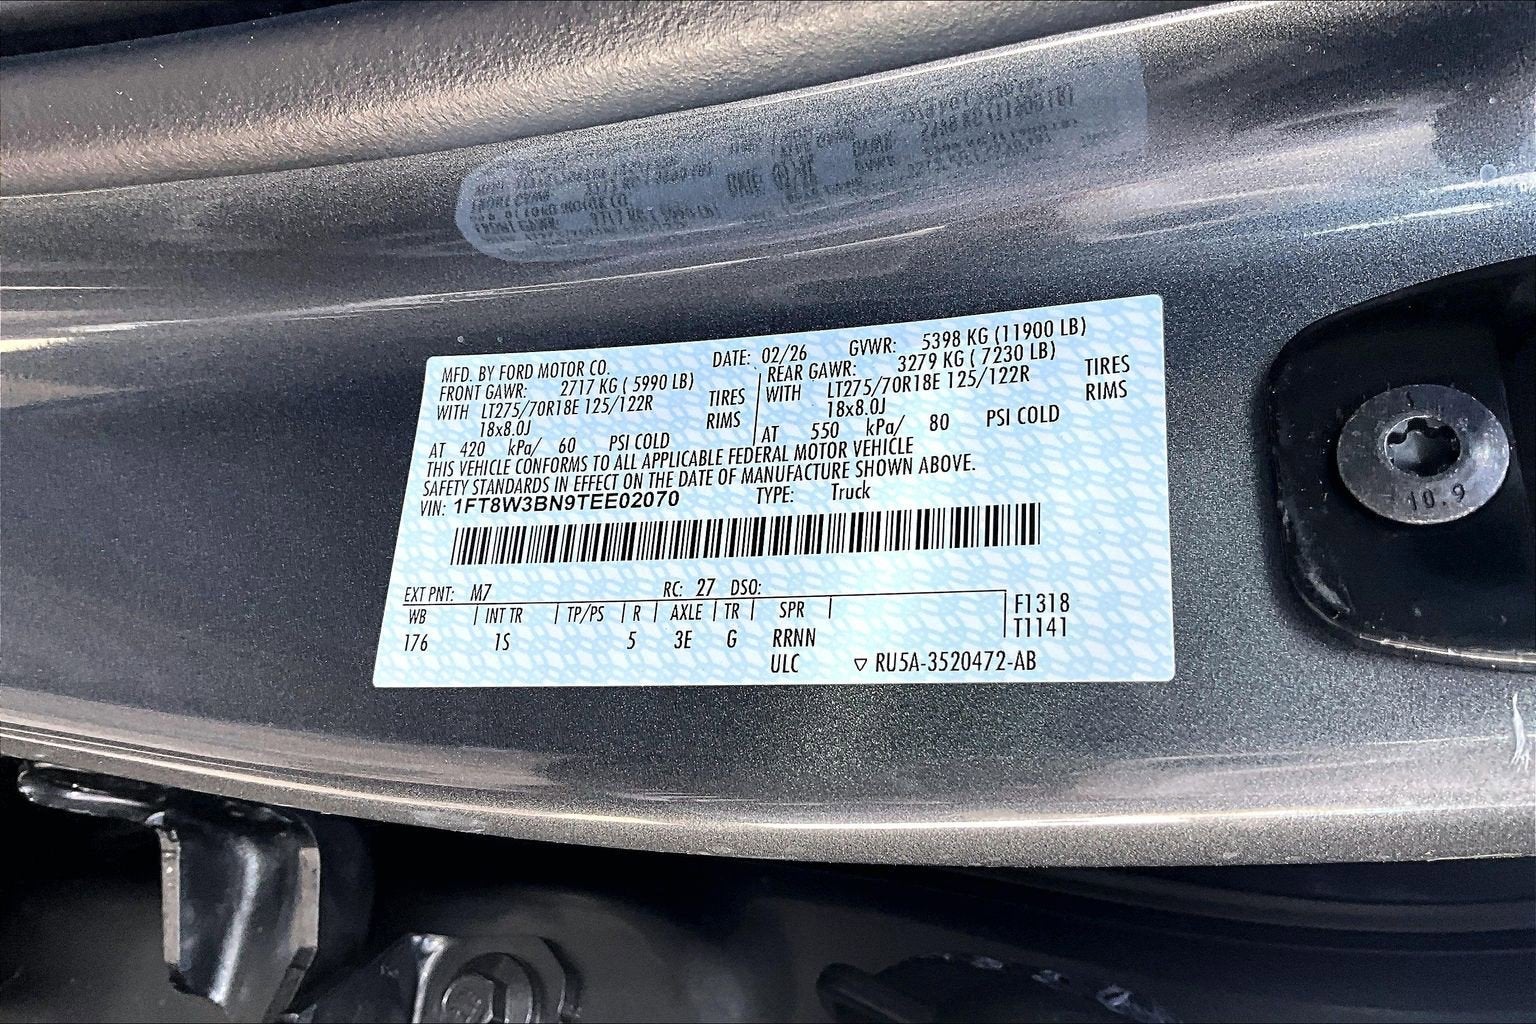 MFD. BY FORD MOTOR CO. DATE: 02/26 GVWR: 5398 KG (11900 LB)
FRONT GAWR: 2717 KG ( 5990 LB) REAR GAWR: 3279 KG ( 7230 LB)
WITH LT275/70R18E 125/122R TIRES WITH LT275/70R18E 125/122R TIRES
18x8.0J RIMS 18x8.0J RIMS
AT 420 kPa/ 60 PSI COLD AT 550 kPa/ 80 PSI COLD
THIS VEHICLE CONFORMS TO ALL APPLICABLE FEDERAL MOTOR VEHICLE
SAFETY STANDARDS IN EFFECT ON THE DATE OF MANUFACTURE SHOWN ABOVE.
VIN: 1FT8W3BN9TEE02070 TYPE: Truck
EXT PNT: M7 RC: 27 DSO:
WB INT TR TP/PS R AXLE TR SPR F1318
176 1S 5 3E G RRNN T1141
ULC ▽ RU5A-3520472-AB
10.9